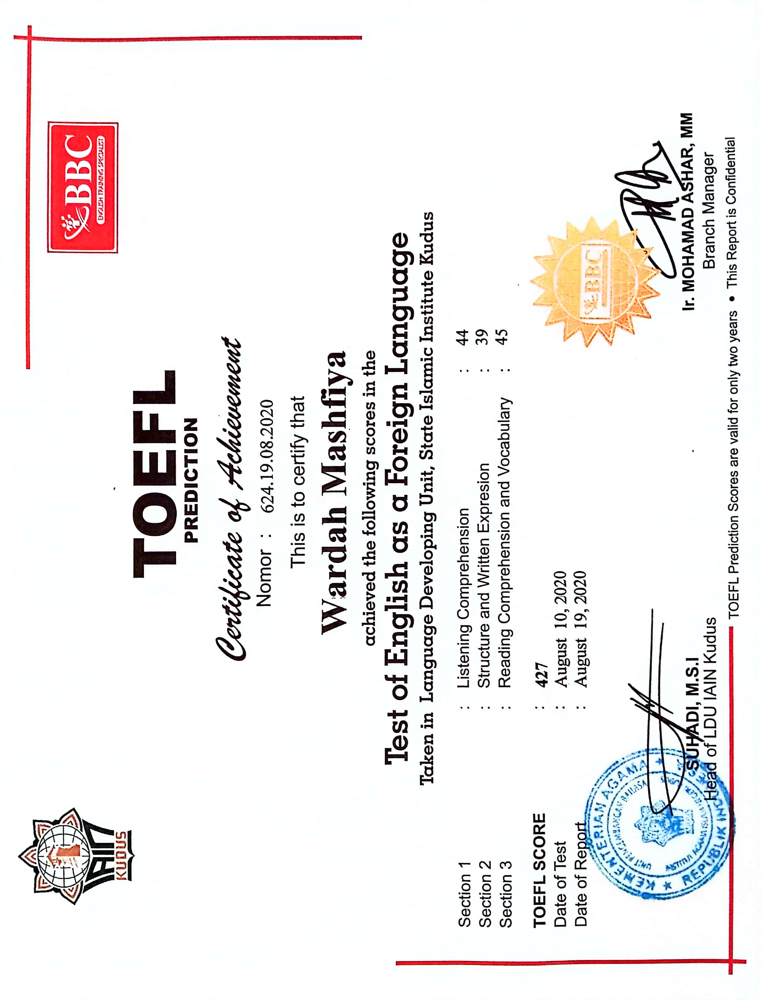 IAIN
KUDUS
BBC
ENGLISH TRAINING SPECIALIST
TOEFL
PREDICTION
Certificate of Achievement
Nomor : 624.19.08.2020
This is to certify that
Wardah Mashfiya
achieved the following scores in the
Test of English as a Foreign Language
Taken in Language Developing Unit, State Islamic Institute Kudus
Section 1 : Listening Comprehension : 44
Section 2 : Structure and Written Expresion : 39
Section 3 : Reading Comprehension and Vocabulary : 45
TOEFL SCORE : 427
Date of Test : August 10, 2020
Date of Report : August 19, 2020
KEMENTERIAN AGAMA
UNIT PENGEMBANGAN BAHASA
INSTITUT AGAMA ISLAM NEGERI KUDUS
REPUBLIK INDONESIA
BBC
SUHADI, M.S.I
Head of LDU IAIN Kudus
Ir. MOHAMAD ASHAR, MM
Branch Manager
TOEFL Prediction Scores are valid for only two years • This Report is Confidential